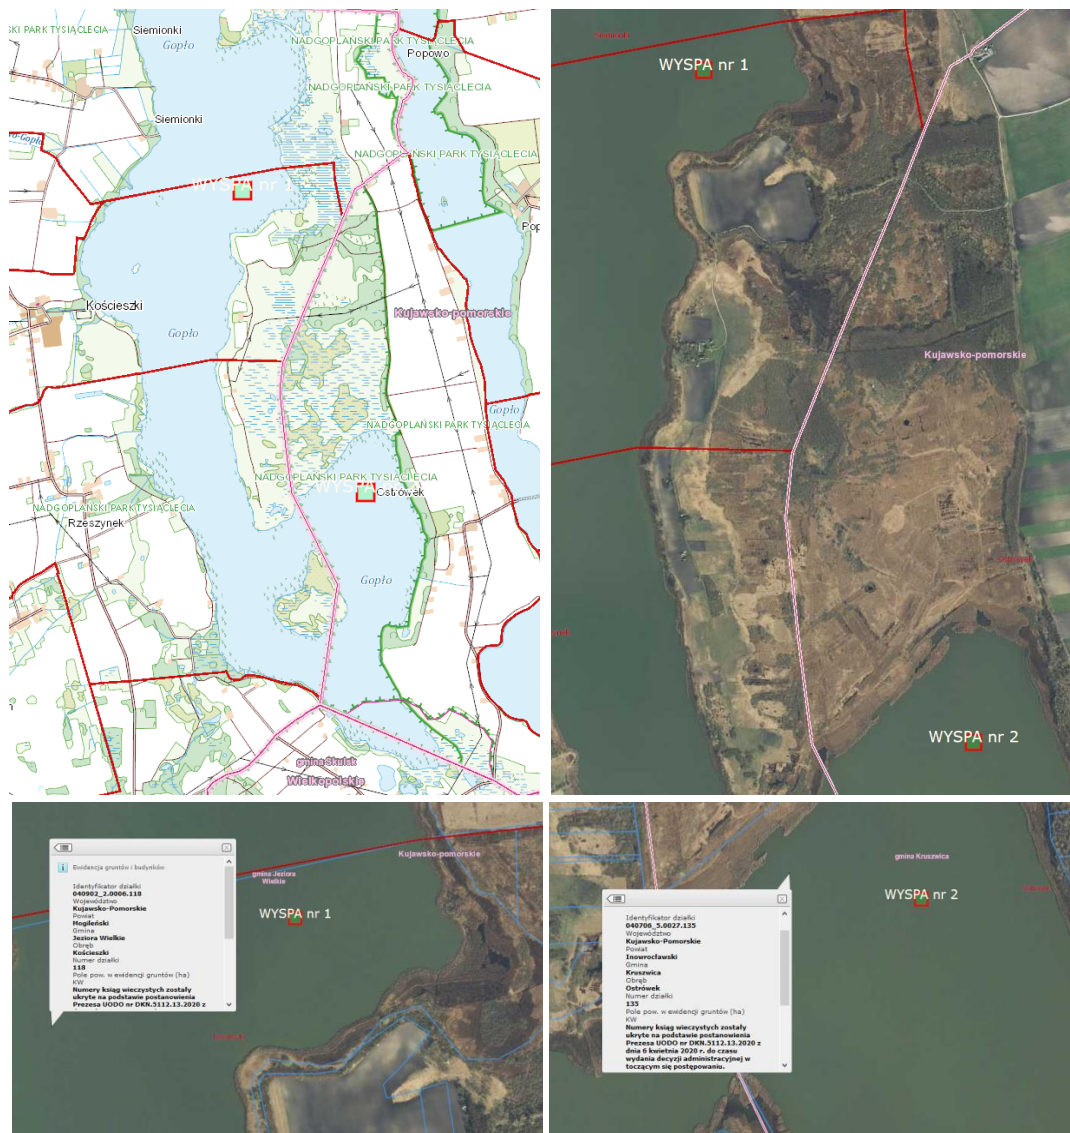 SKI PARK TYSIĄCLECIA
Siemionki
Gopło
NADGOPLAŃSKI PARK TYSIĄCLECIA
Popowo
NADGOPLAŃSKI PARK TYSIĄCLECIA
Siemionki
NADGOPLAŃSKI PARK TYSIĄCLECIA
WYSPA nr 1
Kościeszki
Kujawsko-pomorskie
Gopło
Gopło
NADGOPLAŃSKI PARK TYSIĄCLECIA
NADGOPLAŃSKI PARK TYSIĄCLECIA
WYSPA
Ostrówek
NADGOPLAŃSKI PARK TYSIĄCLECIA
Rzeszynek
Gopło
gmina Skulsk
Wielkopolskie
Siemionki
WYSPA nr 1
Kujawsko-pomorskie
Ostrówek
WYSPA nr 2
Ewidencja gruntów i budynków
Identyfikator działki
040902_2.0006.118
Województwo
Kujawsko-Pomorskie
Powiat
Mogileński
Gmina
Jeziora Wielkie
Obręb
Kościeszki
Numer działki
118
Pole pow. w ewidencji gruntów (ha)
KW
Numery ksiąg wieczystych zostały
ukryte na podstawie postanowienia
Prezesa UODO nr DKN.5112.13.2020 z
Kujawsko-pomorskie
gmina Jeziora
Wielkie
WYSPA nr 1
gmina Kruszwica
WYSPA nr 2
Identyfikator działki
040706_5.0027.135
Województwo
Kujawsko-Pomorskie
Powiat
Inowrocławski
Gmina
Kruszwica
Obręb
Ostrówek
Numer działki
135
Pole pow. w ewidencji gruntów (ha)
KW
Numery ksiąg wieczystych zostały
ukryte na podstawie postanowienia
Prezesa UODO nr DKN.5112.13.2020 z
dnia 6 kwietnia 2020 r. do czasu
wydania decyzji administracyjnej w
toczącym się postępowaniu.